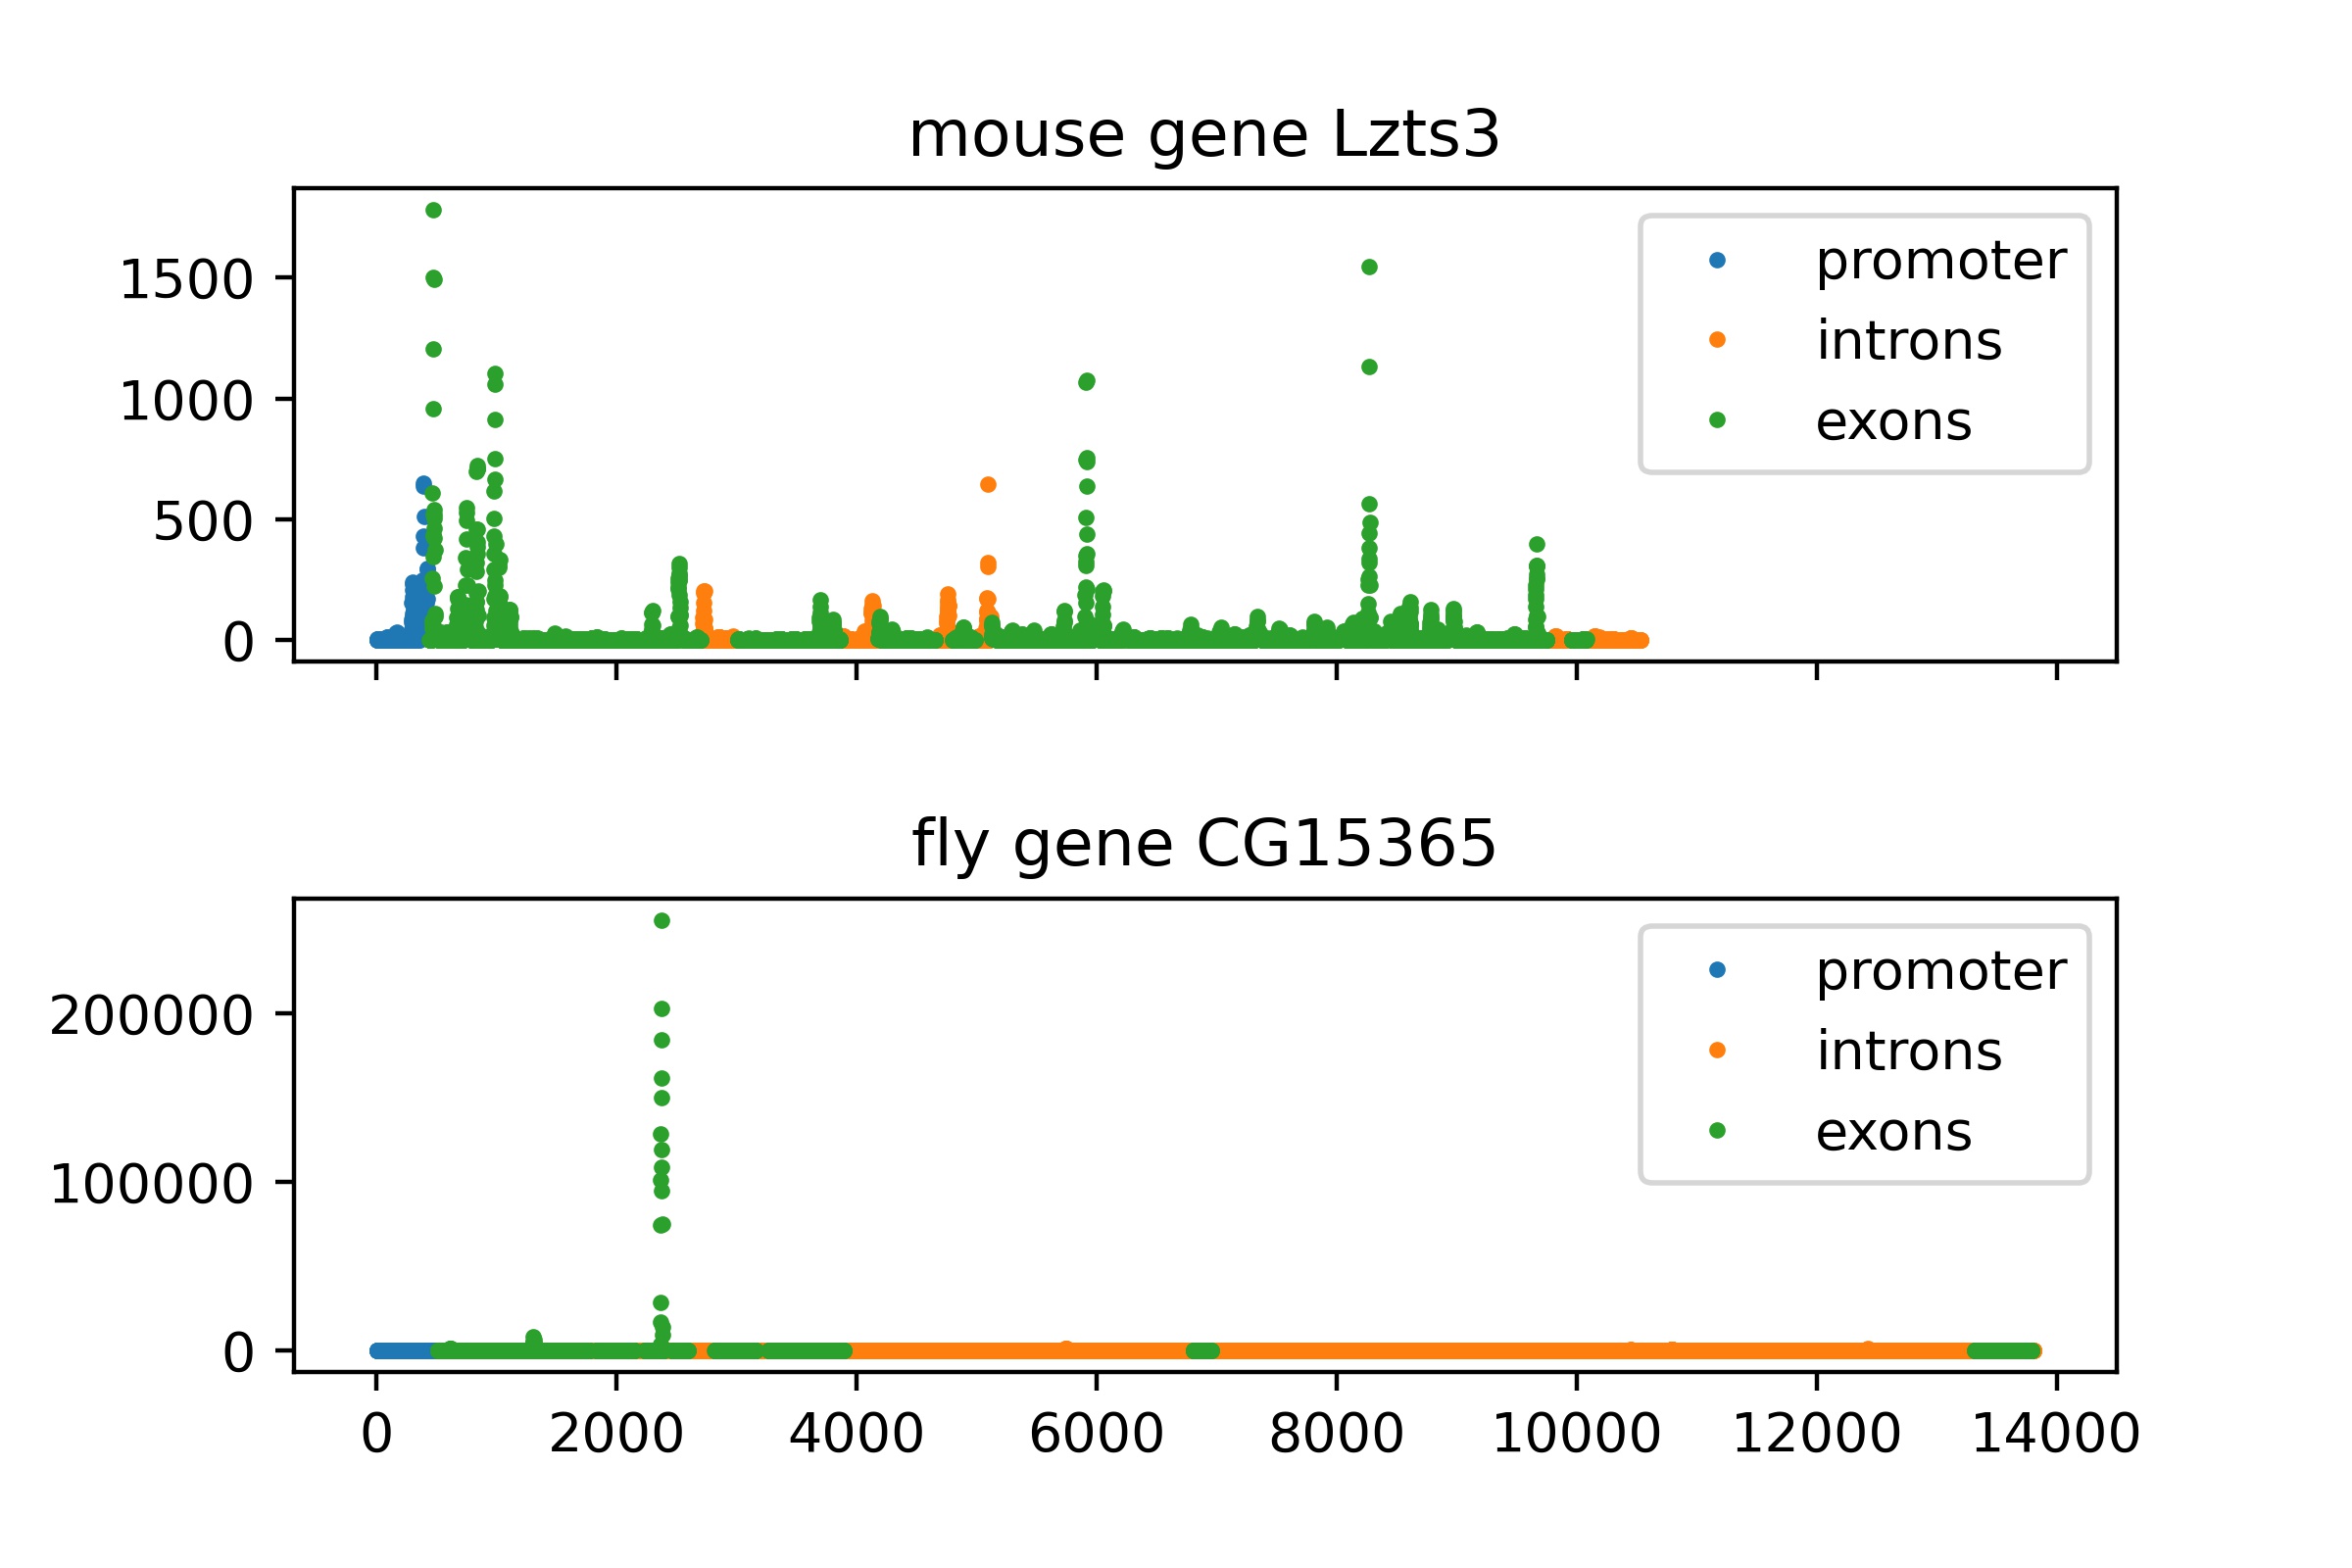 mouse gene Lzts3
1500
1000
500
0
promoter
introns
exons
fly gene CG15365
200000
100000
0
promoter
introns
exons
0 2000 4000 6000 8000 10000 12000 14000